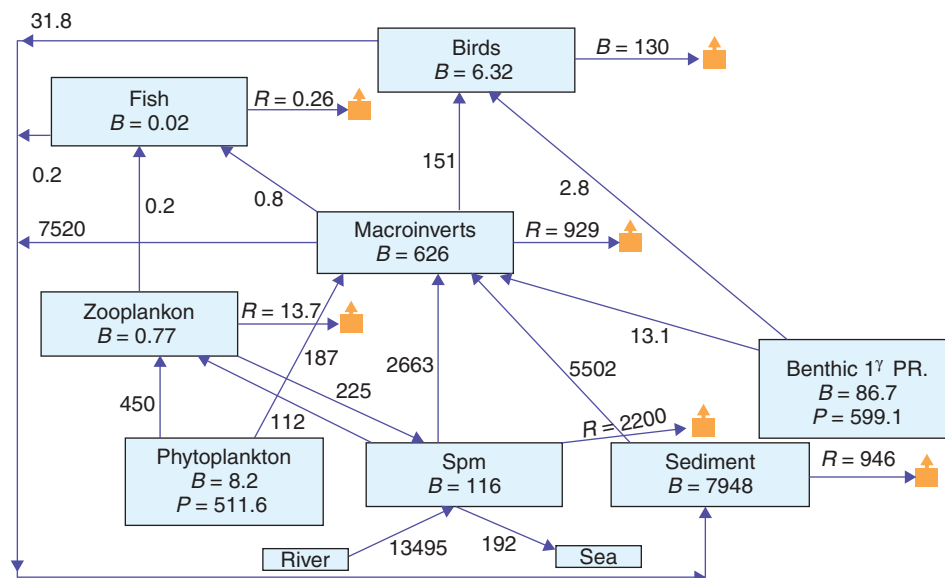 31.8
Birds
B = 6.32
B = 130
Fish
B = 0.02
R = 0.26
0.2
0.2
0.8
151
2.8
7520
Macroinverts
B = 626
R = 929
Zooplankon
B = 0.77
R = 13.7
187
2663
5502
13.1
Benthic 1γ PR.
B = 86.7
P = 599.1
450
225
112
R = 2200
Phytoplankton
B = 8.2
P = 511.6
Spm
B = 116
Sediment
B = 7948
R = 946
River
13495
192
Sea